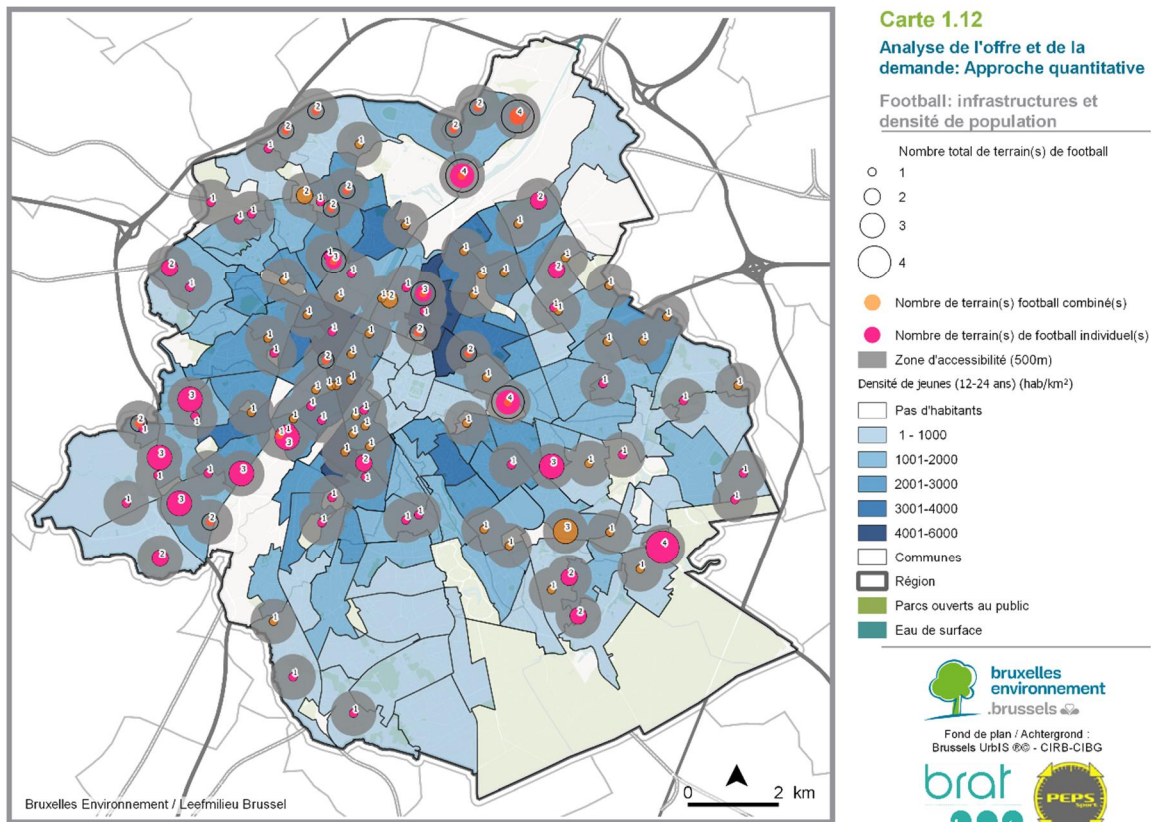 Carte 1.12
Analyse de l'offre et de la
demande: Approche quantitative
Football: infrastructures et
densité de population
Nombre total de terrain(s) de football
1
2
3
4
Nombre de terrain(s) football combiné(s)
Nombre de terrain(s) de football individuel(s)
Zone d'accessibilité (500m)
Densité de jeunes (12-24 ans) (hab/km²)
Pas d'habitants
1 - 1000
1001-2000
2001-3000
3001-4000
4001-6000
Communes
Région
Parcs ouverts au public
Eau de surface
bruxelles
environnement
.brussels
Fond de plan / Achtergrond :
Brussels UrbIS ®© - CIRB-CIBG
brat
PEPS
Sport
Bruxelles Environnement / Leefmilieu Brussel
0 2 km